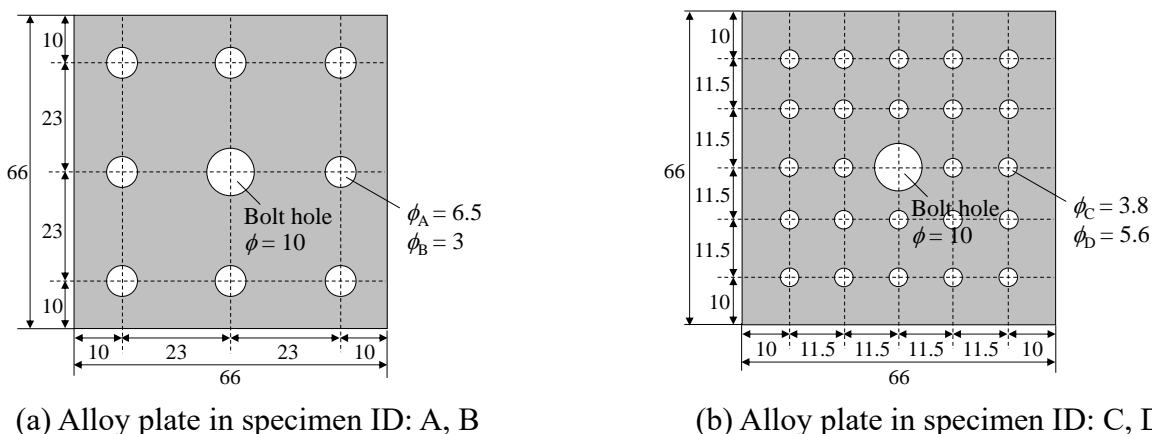 66
10
23
23
10
Bolt hole
ϕ = 10
ϕA = 6.5
ϕB = 3
10
23
23
10
66
(a) Alloy plate in specimen ID: A, B
66
10
11.5
11.5
11.5
11.5
10
Bolt hole
ϕ = 10
ϕC = 3.8
ϕD = 5.6
10
11.5
11.5
11.5
11.5
10
66
(b) Alloy plate in specimen ID: C, D